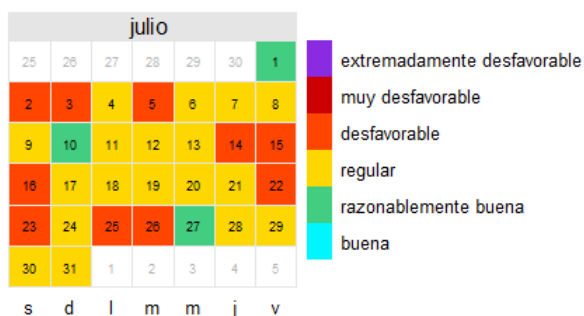 julio
25 26 27 28 29 30 1
2 3 4 5 6 7 8
9 10 11 12 13 14 15
16 17 18 19 20 21 22
23 24 25 26 27 28 29
30 31 1 2 3 4 5
s d l m m j v
extremadamente desfavorable
muy desfavorable
desfavorable
regular
razonablemente buena
buena